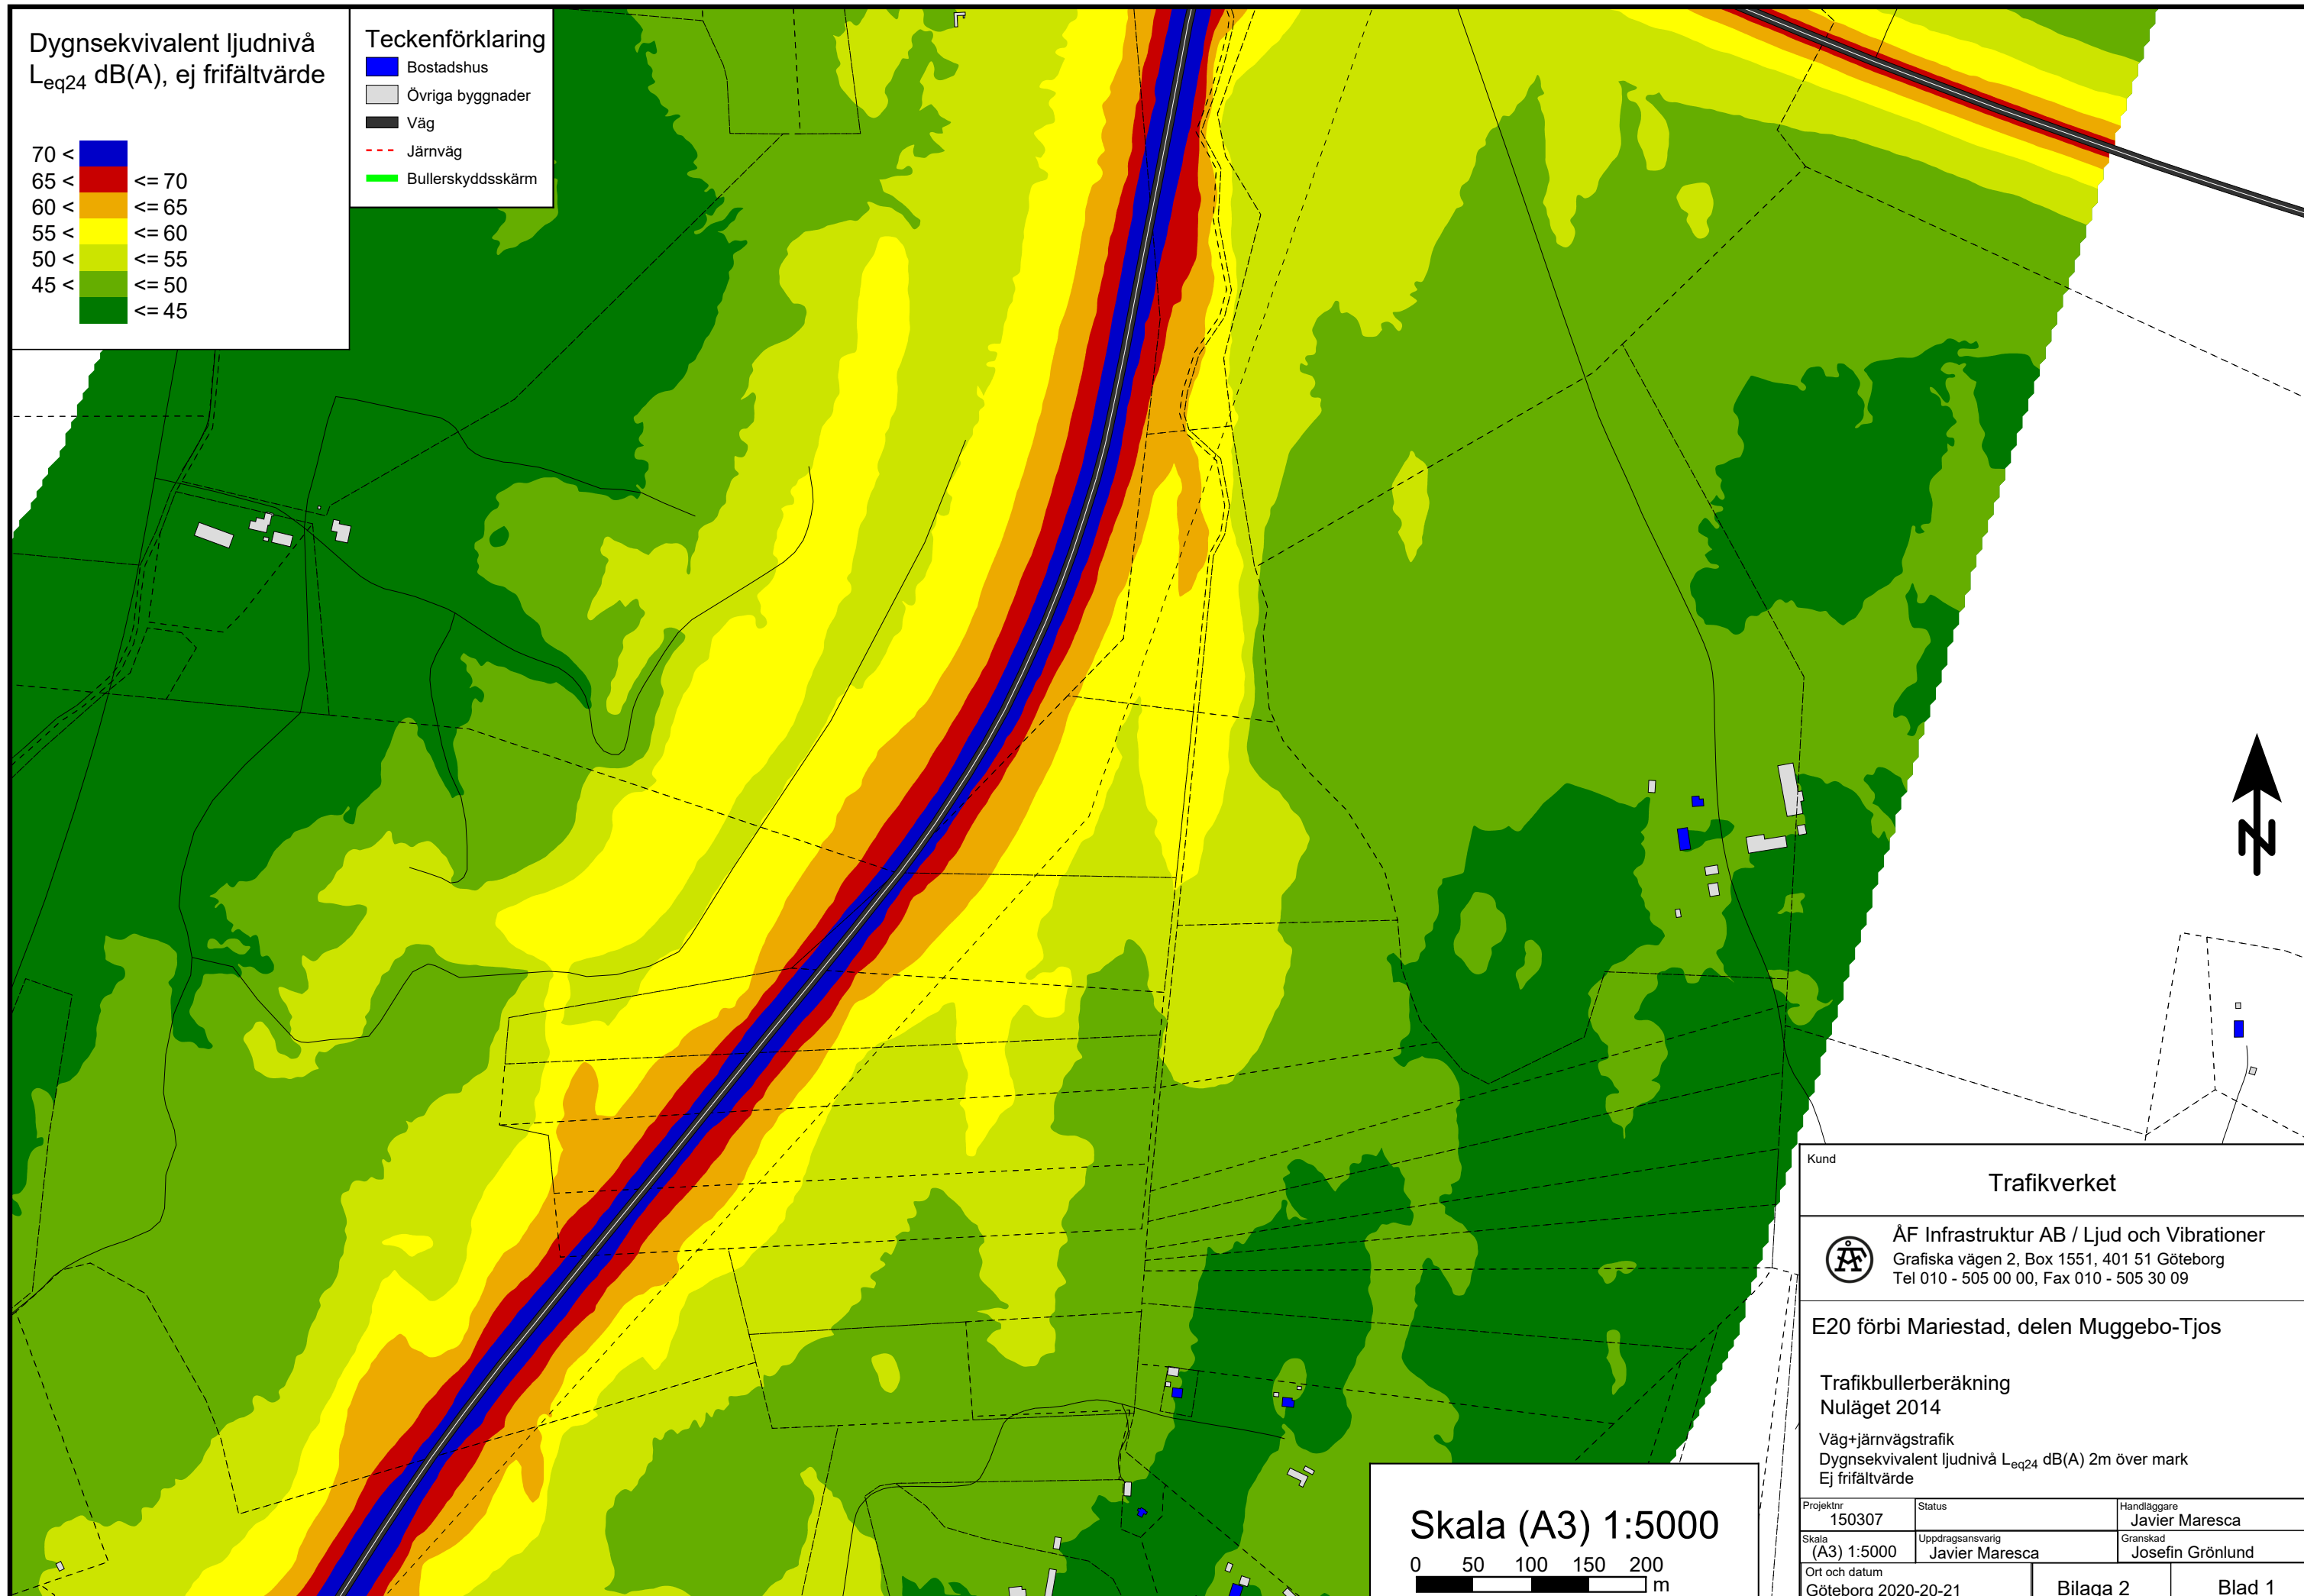 Dygnsekvivalent ljudnivå
Leq24 dB(A), ej frifältvärde
70 <
65 < <= 70
60 < <= 65
55 < <= 60
50 < <= 55
45 < <= 50
<= 45
Teckenförklaring
Bostadshus
Övriga byggnader
Väg
Järnväg
Bullerskyddsskärm
N
Skala (A3) 1:5000
0 50 100 150 200
m
Kund
Trafikverket
ÅF
ÅF Infrastruktur AB / Ljud och Vibrationer
Grafiska vägen 2, Box 1551, 401 51 Göteborg
Tel 010 - 505 00 00, Fax 010 - 505 30 09
E20 förbi Mariestad, delen Muggebo-Tjos
Trafikbullerberäkning
Nuläget 2014
Väg+järnvägstrafik
Dygnsekvivalent ljudnivå Leq24 dB(A) 2m över mark
Ej frifältvärde
Projektnr Status Handläggare
150307 Javier Maresca
Skala Uppdragsansvarig Granskad
(A3) 1:5000 Javier Maresca Josefin Grönlund
Ort och datum
Göteborg 2020-20-21 Bilaga 2 Blad 1